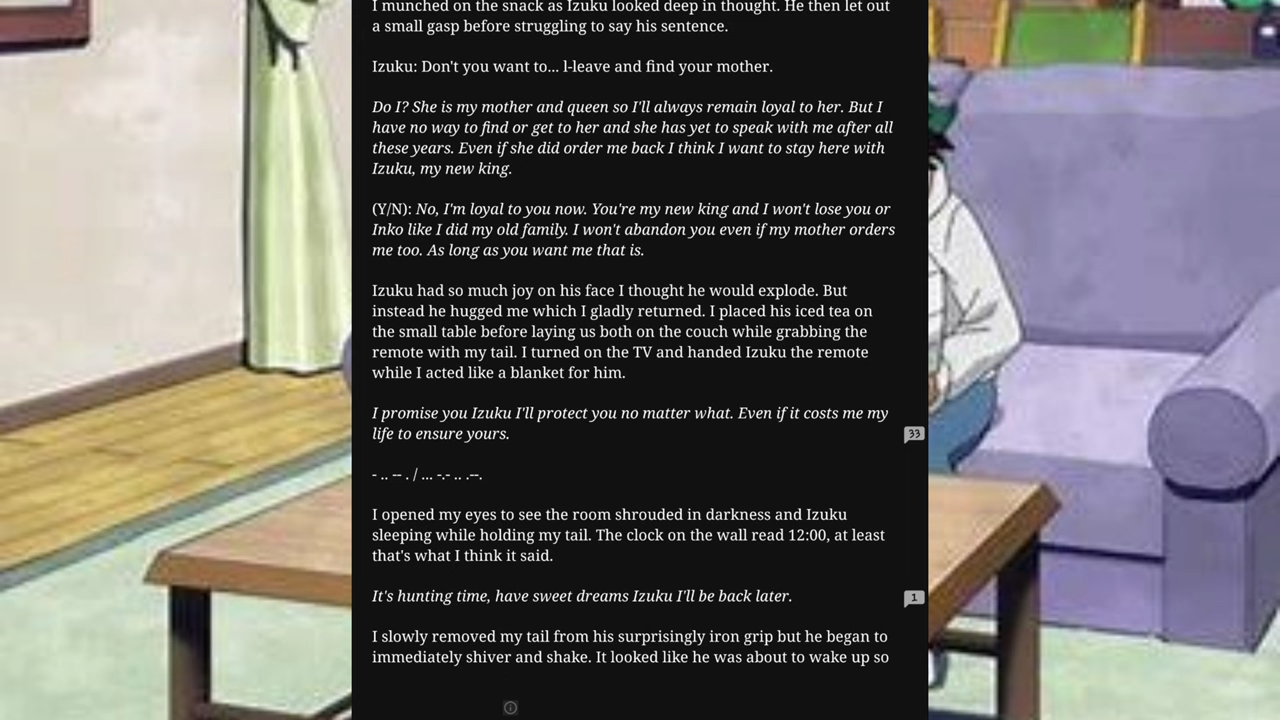 I munched on the snack as Izuku looked deep in thought. He then let out
a small gasp before struggling to say his sentence.
Izuku: Don't you want to... l-leave and find your mother.
Do I? She is my mother and queen so I'll always remain loyal to her. But I
have no way to find or get to her and she has yet to speak with me after all
these years. Even if she did order me back I think I want to stay here with
Izuku, my new king.
(Y/N): No, I'm loyal to you now. You're my new king and I won't lose you or
Inko like I did my old family. I won't abandon you even if my mother orders
me too. As long as you want me that is.
Izuku had so much joy on his face I thought he would explode. But
instead he hugged me which I gladly returned. I placed his iced tea on
the small table before laying us both on the couch while grabbing the
remote with my tail. I turned on the TV and handed Izuku the remote
while I acted like a blanket for him.
I promise you Izuku I'll protect you no matter what. Even if it costs me my
life to ensure yours.
33
- .. -- . / ... -.- .. .--.
I opened my eyes to see the room shrouded in darkness and Izuku
sleeping while holding my tail. The clock on the wall read 12:00, at least
that's what I think it said.
It's hunting time, have sweet dreams Izuku I'll be back later.
1
I slowly removed my tail from his surprisingly iron grip but he began to
immediately shiver and shake. It looked like he was about to wake up so